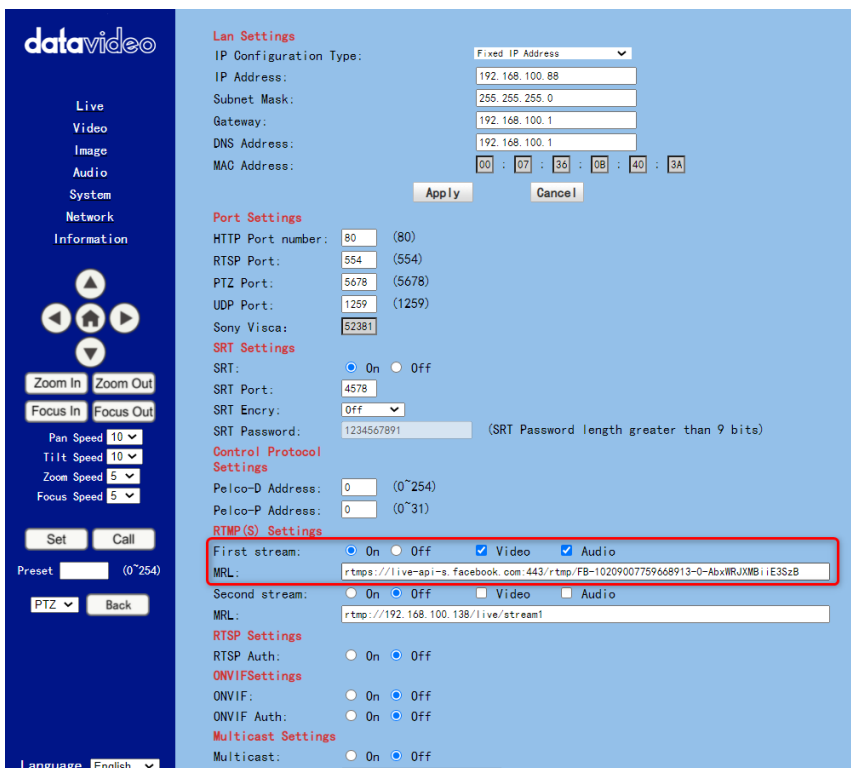 datavideo
Live
Video
Image
Audio
System
Network
Information
Zoom In Zoom Out
Focus In Focus Out
Pan Speed 10
Tilt Speed 10
Zoom Speed 5
Focus Speed 5
Set Call
Preset (0~254)
PTZ Back
Language English
Lan Settings
IP Configuration Type: Fixed IP Address
IP Address: 192.168.100.88
Subnet Mask: 255.255.255.0
Gateway: 192.168.100.1
DNS Address: 192.168.100.1
MAC Address: 00 : 07 : 36 : 0B : 40 : 3A
Apply Cancel
Port Settings
HTTP Port number: 80 (80)
RTSP Port: 554 (554)
PTZ Port: 5678 (5678)
UDP Port: 1259 (1259)
Sony Visca: 52381
SRT Settings
SRT: On Off
SRT Port: 4578
SRT Encry: Off
SRT Password: 1234567891 (SRT Password length greater than 9 bits)
Control Protocol
Settings
Pelco-D Address: 0 (0~254)
Pelco-P Address: 0 (0~31)
RTMP(S) Settings
First stream: On Off Video Audio
MRL: rtmps://live-api-s.facebook.com:443/rtmp/FB-10209007759668913-0-AbxWRJXMBiiE3SzB
Second stream: On Off Video Audio
MRL: rtmp://192.168.100.138/live/stream1
RTSP Settings
RTSP Auth: On Off
ONVIFSettings
ONVIF: On Off
ONVIF Auth: On Off
Multicast Settings
Multicast: On Off